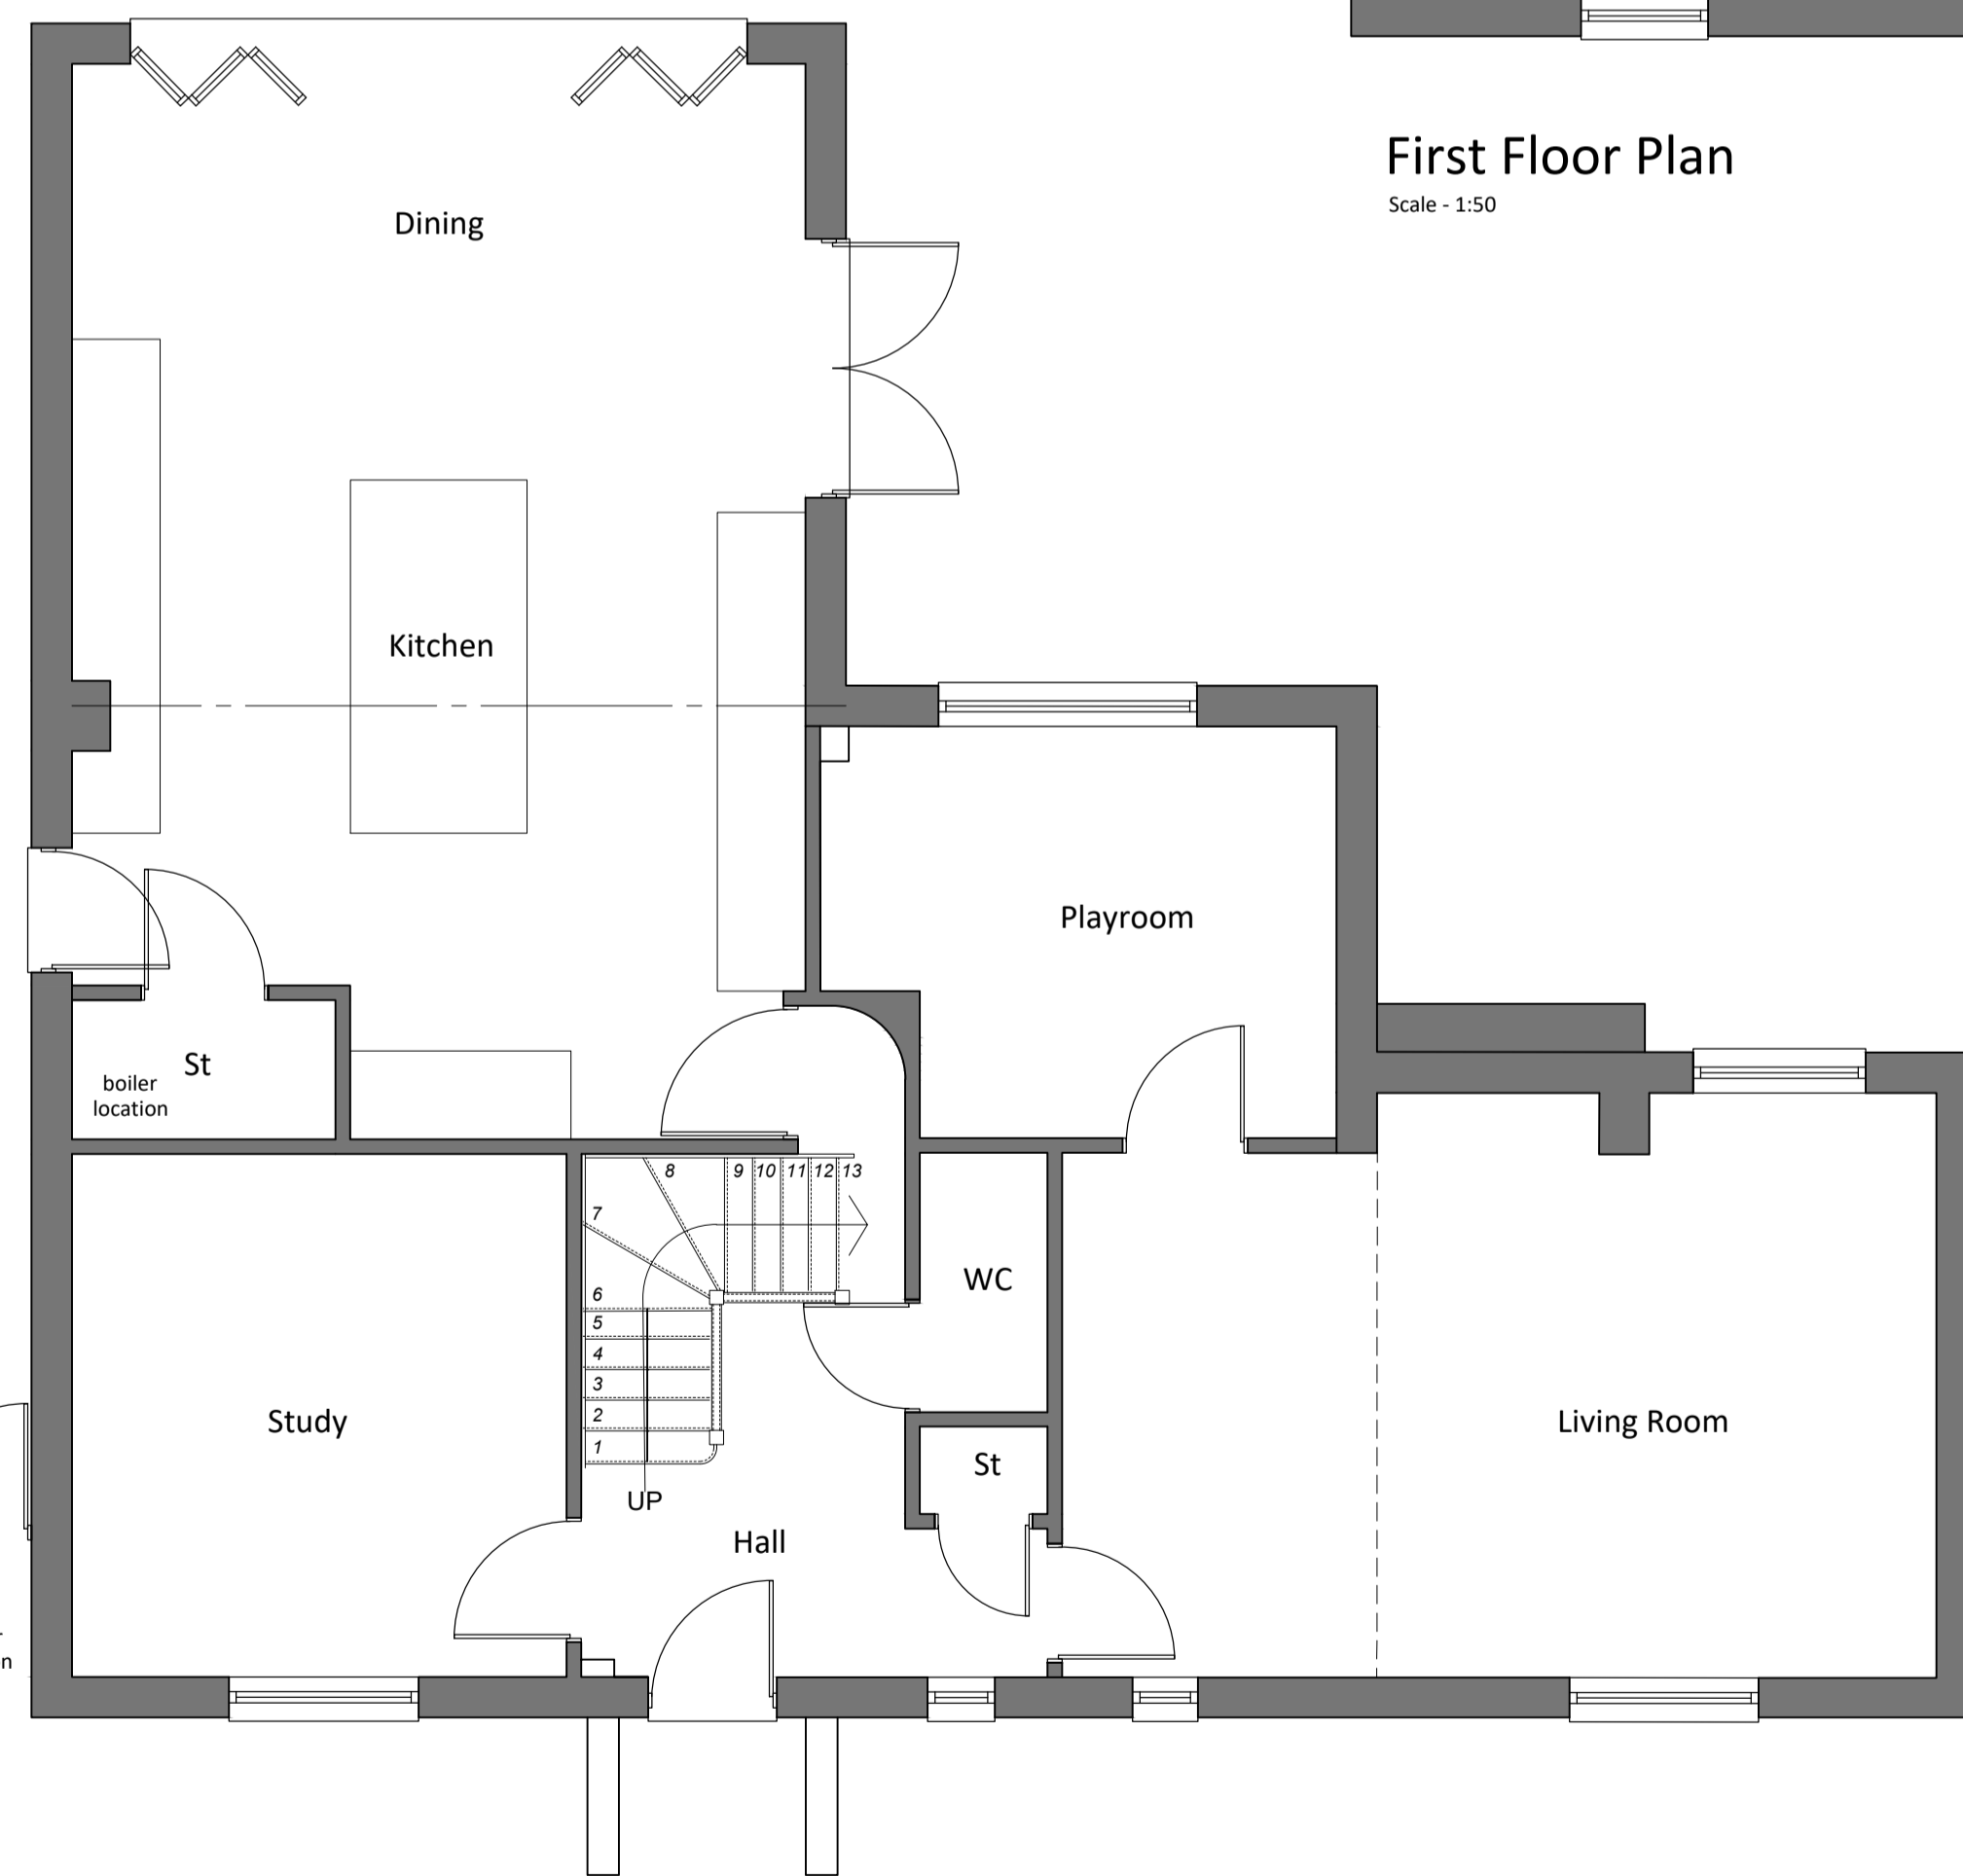 First Floor Plan
Scale - 1:50
Dining
Kitchen
Playroom
St
boiler
location
8
9
10
11
12
13
7
6
5
4
3
2
1
UP
WC
Study
Living Room
St
Hall
n